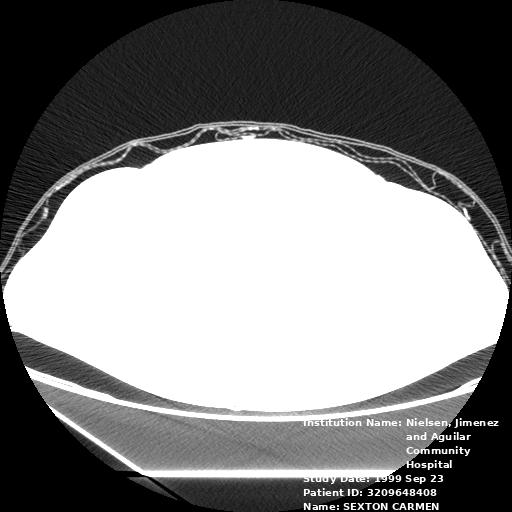 Institution Name: Nielsen, Jimenez
and Aguilar
Community
Hospital
Study Date: 1999 Sep 23
Patient ID: 3209648408
Name: SEXTON CARMEN